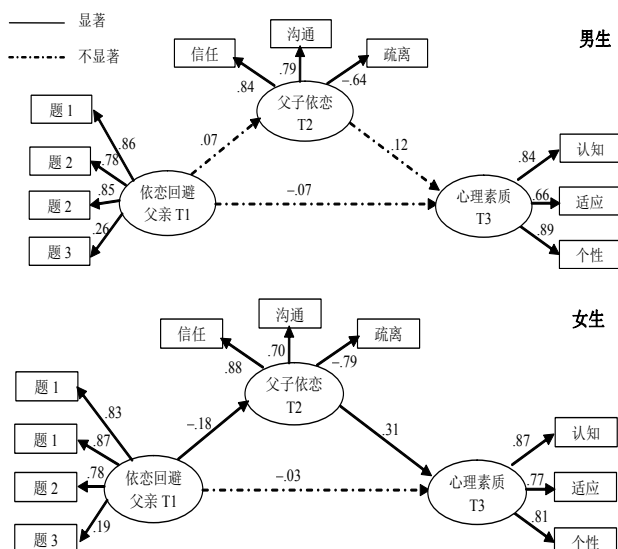 显著
不显著
男生
沟通
信任
疏离
.84
.79
-.64
父子依恋
T2
题 1
题 2
题 2
题 3
.86
.78
.85
.26
依恋回避
父亲 T1
.07
.12
-.07
心理素质
T3
.84
.66
.89
认知
适应
个性
女生
沟通
信任
疏离
.88
.70
-.79
父子依恋
T2
题 1
题 1
题 2
题 3
.83
.87
.78
.19
依恋回避
父亲 T1
-.18
.31
-.03
心理素质
T3
.87
.77
.81
认知
适应
个性